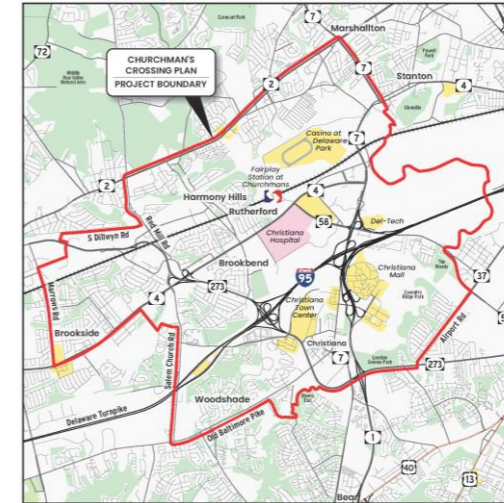 7
Marshallton
72
CHURCHMAN'S
CROSSING PLAN
PROJECT BOUNDARY
2
7
Stanton
4
Casino at
Delaware
Park
7
Fairplay
Station at
Churchmans
2
Harmony Hills
Rutherford
4
58
Red Mill Rd
S Dillwyn Rd
Christiana
Hospital
Del-Tech
Brookbend
INTERSTATE
95
Christiana
Mall
37
273
Marrows Rd
4
Christiana
Town
Center
Airport Rd
Brookside
Salem Church Rd
Christiana
7
273
Woodshade
Delaware Turnpike
Old Baltimore Pike
1
40
Bear
13